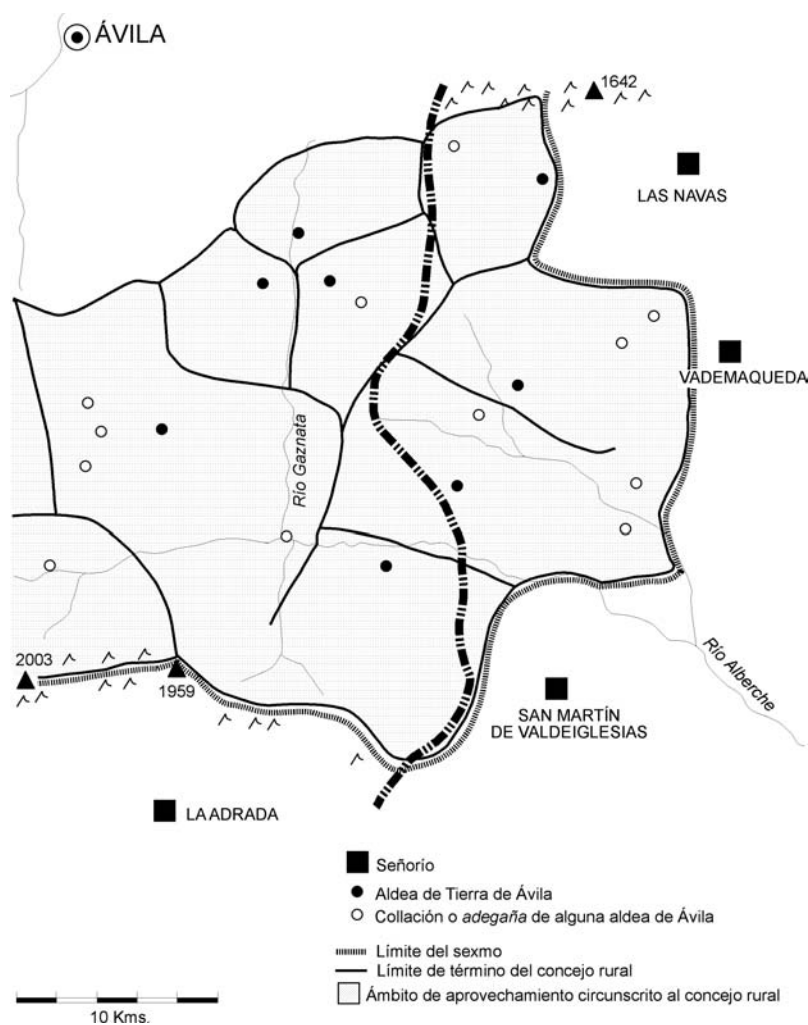 ÁVILA
1642
LAS NAVAS
VADEMAQUEDA
Río Gaznata
2003
1959
Río Alberche
SAN MARTÍN
DE VALDEIGLESIAS
LA ADRADA
Señorío
Aldea de Tierra de Ávila
Collación o adegaña de alguna aldea de Ávila
Límite del sexmo
Límite de término del concejo rural
Ámbito de aprovechamiento circunscrito al concejo rural
10 Kms.